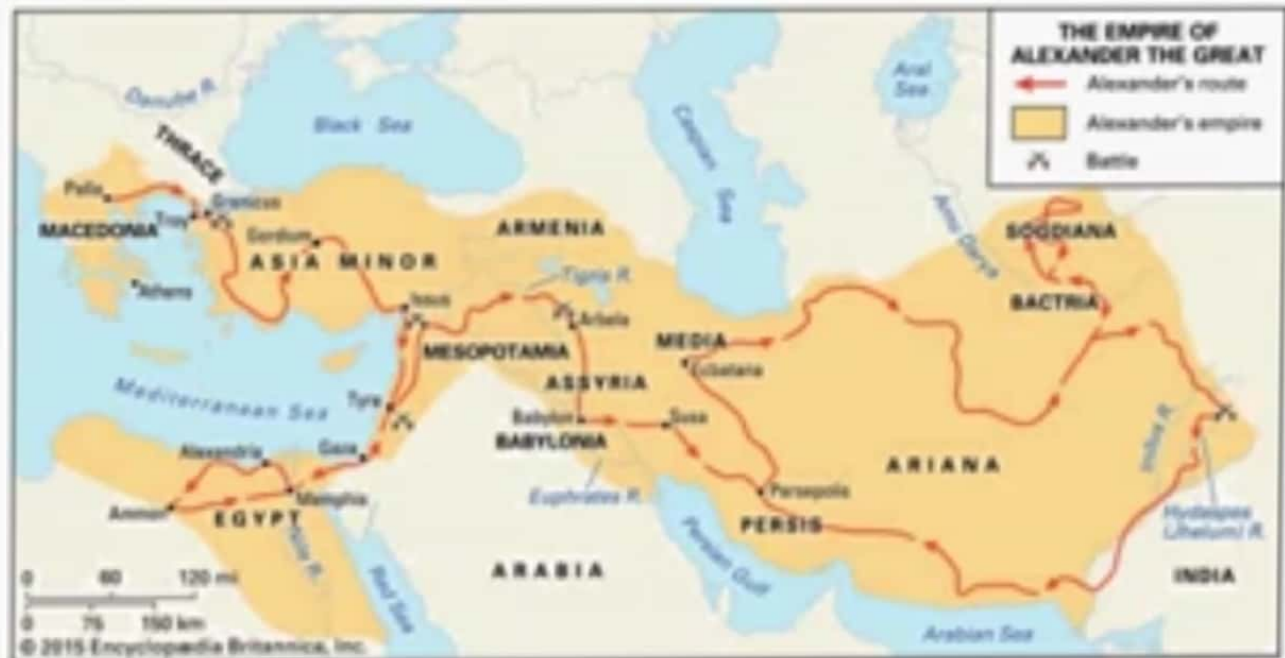 THE EMPIRE OF
ALEXANDER THE GREAT
Alexander's route
Alexander's empire
Battle
Aral
Sea
Danube R.
Black Sea
Caspian Sea
THRACE
Pella
Granicus
Troy
MACEDONIA
Gordium
ARMENIA
SOGDIANA
Amu Darya
ASIA MINOR
Tigris R.
Athens
Issus
Arbela
BACTRIA
MEDIA
MESOPOTAMIA
Ecbatana
ASSYRIA
Mediterranean Sea
Tyre
Babylon
Susa
BABYLONIA
Alexandria
Gaza
ARIANA
Indus R.
Euphrates R.
Persepolis
Memphis
Ammon
EGYPT
PERSIS
Hydaspes
(Jhelum) R.
Nile R.
Persian Gulf
ARABIA
INDIA
Red Sea
Arabian Sea
0 60 120 mi
0 75 150 km
© 2015 Encyclopædia Britannica, Inc.